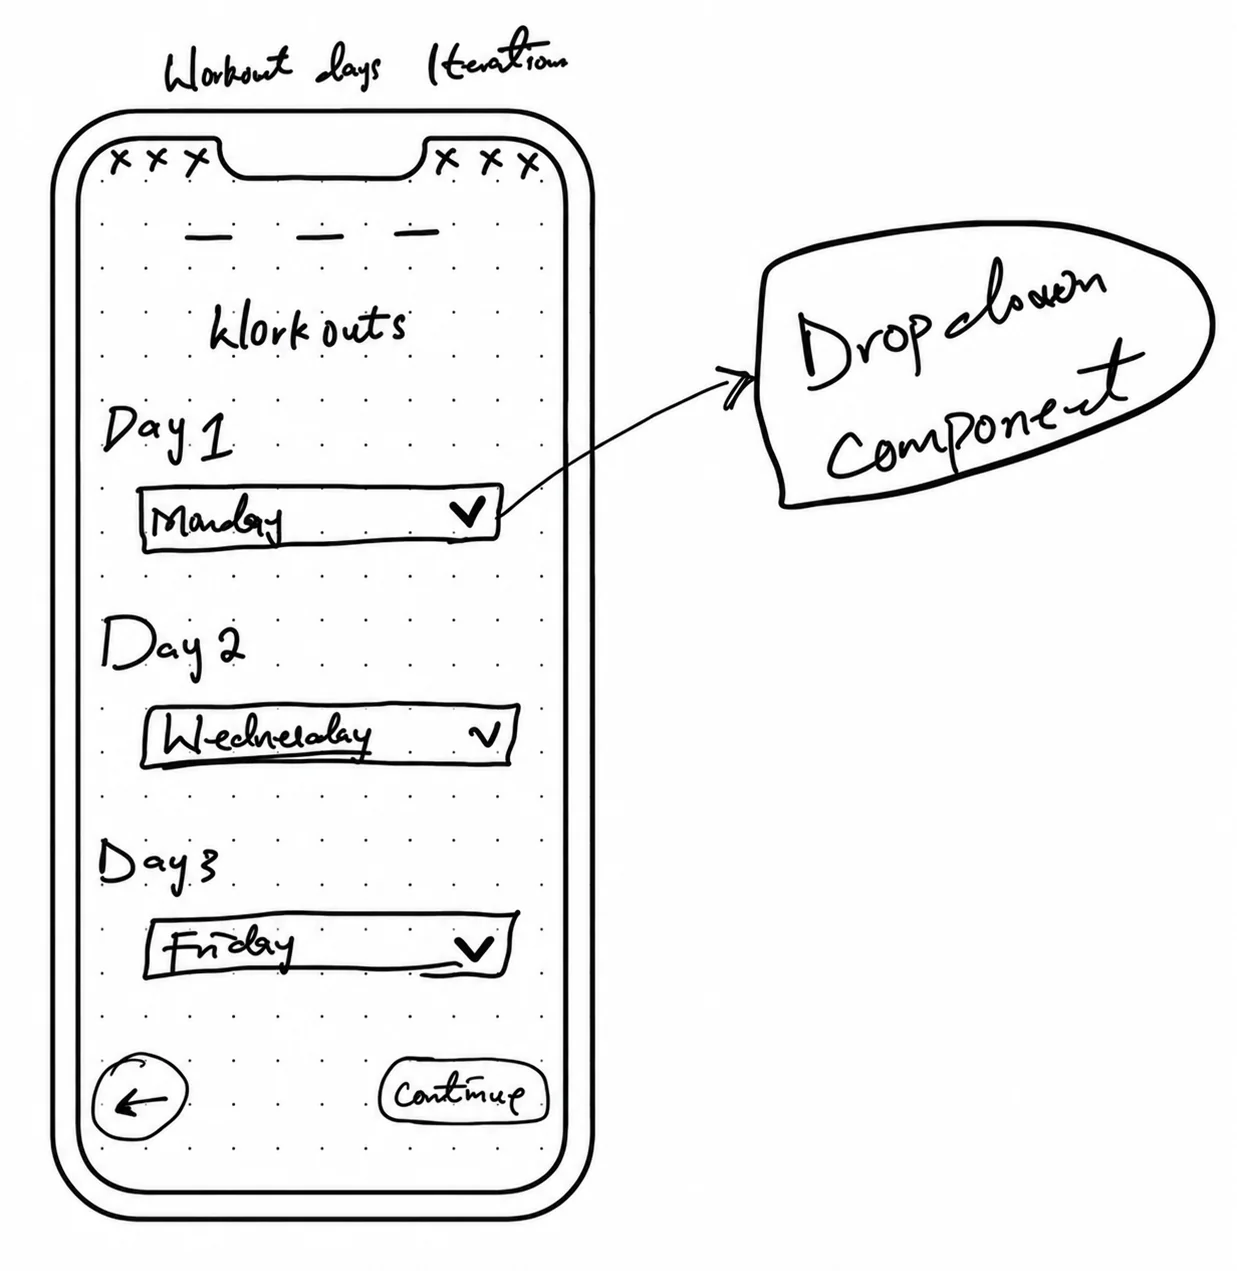 Workout days Iterations
x x x x x x
Workouts
Day 1
Monday
Day 2
Wednesday
Day 3
Friday
Continue
Dropdown
component